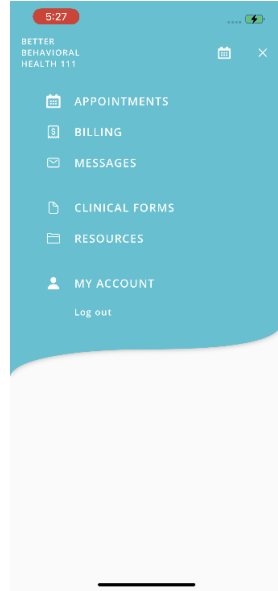 5:27
BETTER
BEHAVIORAL
HEALTH 111
APPOINTMENTS
BILLING
MESSAGES
CLINICAL FORMS
RESOURCES
MY ACCOUNT
Log out